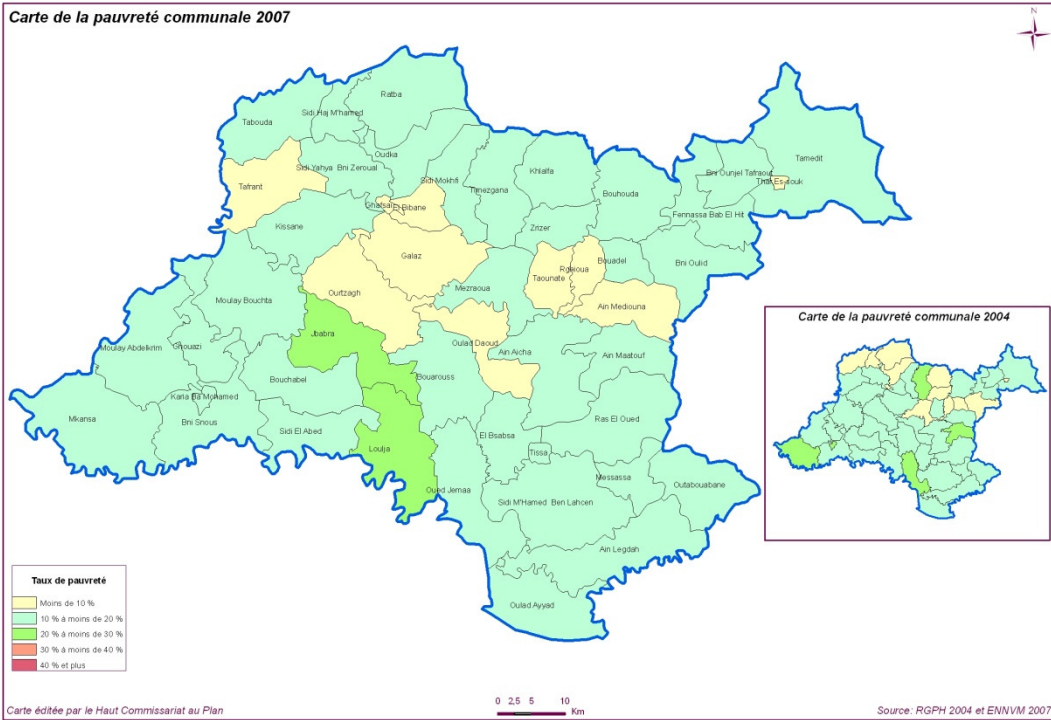 Carte de la pauvreté communale 2007
N
Ratba
Sidi Haj M'hamed
Tabouda
Tamedit
Oudka
Sidi Yahya Bni Zeroual
Khlalfa
Bni Ounjel Tafraout
Sidi Mokhfi
Thar Es-souk
Tafrant
Timezgana
Bouhouda
Ghafsai
El Bibane
Fennassa Bab El Hit
Kissane
Zrizer
Galaz
Bouadel
Bni Oulid
Taounate
Rghioua
Mezraoua
Ourtzagh
Ain Mediouna
Moulay Bouchta
Jbabra
Oulad Daoud
Moulay Abdelkrim
Ghouazi
Ain Aicha
Ain Maatouf
Bouchabel
Bouarouss
Karia Ba Mohamed
Mkansa
Bni Snous
Ras El Oued
Sidi El Abed
El Bsabsa
Loulja
Tissa
Messassa
Outabouabane
Oued Jemaa
Sidi M'Hamed Ben Lahcen
Ain Legdah
Oulad Ayyad
Carte de la pauvreté communale 2004
Taux de pauvreté
Moins de 10 %
10 % à moins de 20 %
20 % à moins de 30 %
30 % à moins de 40 %
40 % et plus
0 2,5 5 10
Km
Carte éditée par le Haut Commissariat au Plan
Source: RGPH 2004 et ENNVM 2007